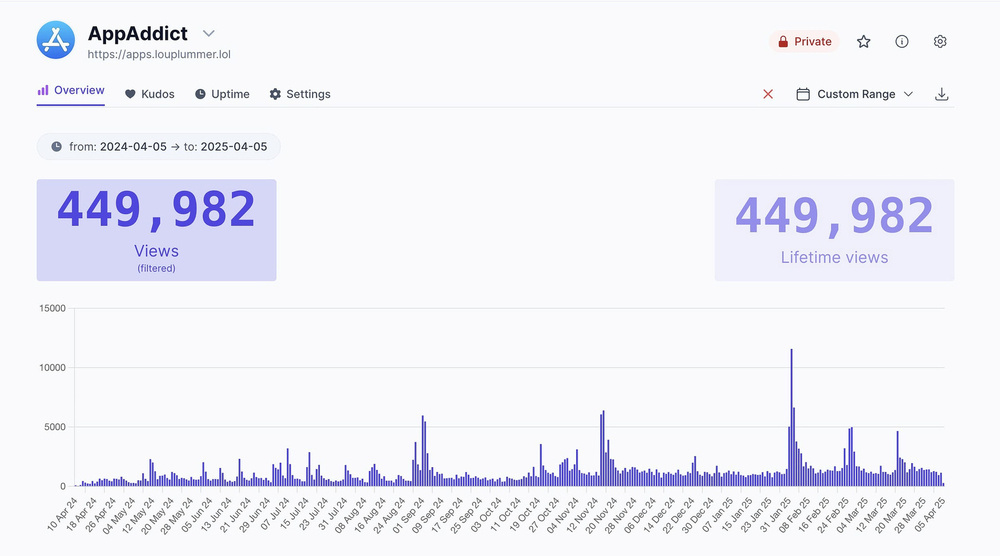 AppAddict
https://apps.louplummer.lol
Private
Overview
Kudos
Uptime
Settings
Custom Range
from: 2024-04-05 → to: 2025-04-05
449,982
Views
(filtered)
449,982
Lifetime views
15000
10000
5000
0
10 Apr 24
18 Apr 24
26 Apr 24
04 May 24
12 May 24
20 May 24
28 May 24
05 Jun 24
13 Jun 24
21 Jun 24
29 Jun 24
07 Jul 24
15 Jul 24
23 Jul 24
31 Jul 24
08 Aug 24
16 Aug 24
24 Aug 24
01 Sep 24
09 Sep 24
17 Sep 24
25 Sep 24
03 Oct 24
11 Oct 24
19 Oct 24
27 Oct 24
04 Nov 24
12 Nov 24
20 Nov 24
28 Nov 24
06 Dec 24
14 Dec 24
22 Dec 24
30 Dec 24
07 Jan 25
15 Jan 25
23 Jan 25
31 Jan 25
08 Feb 25
16 Feb 25
24 Feb 25
04 Mar 25
12 Mar 25
20 Mar 25
28 Mar 25
05 Apr 25